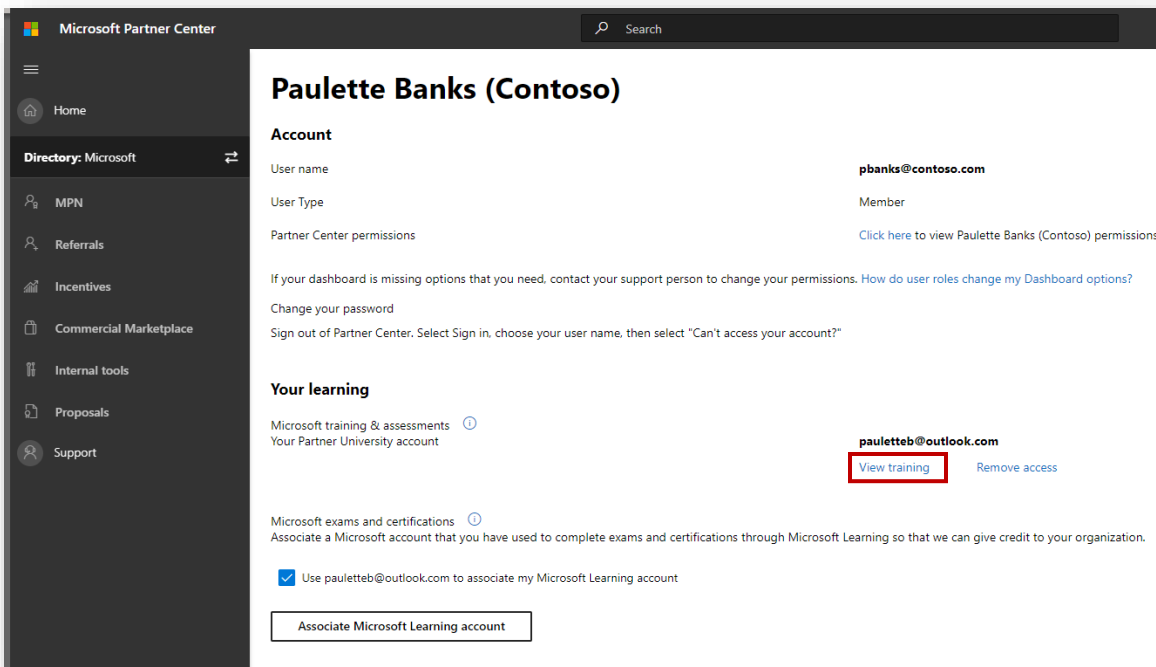 Microsoft Partner Center
Search
Home
Directory: Microsoft
MPN
Referrals
Incentives
Commercial Marketplace
Internal tools
Proposals
Support
Paulette Banks (Contoso)
Account
User name
pbanks@contoso.com
User Type
Member
Partner Center permissions
Click here to view Paulette Banks (Contoso) permissions
If your dashboard is missing options that you need, contact your support person to change your permissions. How do user roles change my Dashboard options?
Change your password
Sign out of Partner Center. Select Sign in, choose your user name, then select "Can't access your account?"
Your learning
Microsoft training & assessments
Your Partner University account
pauletteb@outlook.com
View training
Remove access
Microsoft exams and certifications
Associate a Microsoft account that you have used to complete exams and certifications through Microsoft Learning so that we can give credit to your organization.
Use pauletteb@outlook.com to associate my Microsoft Learning account
Associate Microsoft Learning account